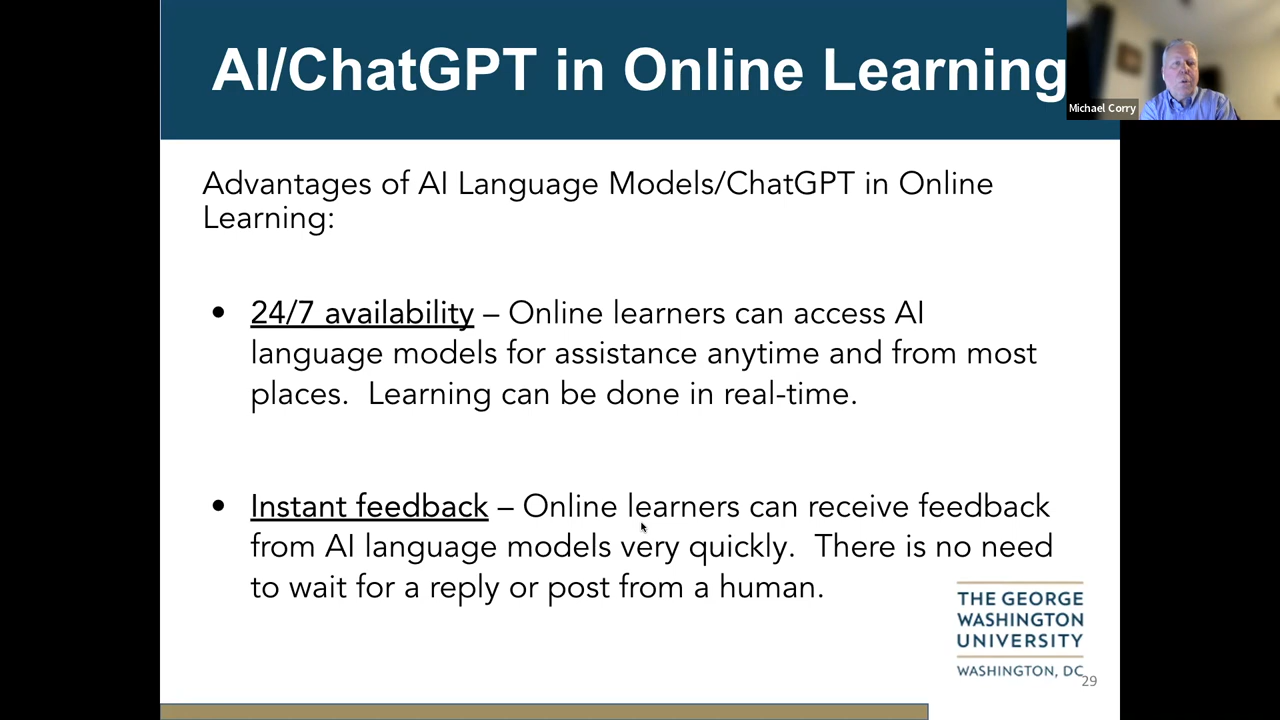 AI/ChatGPT in Online Learning
Michael Corry
Advantages of AI Language Models/ChatGPT in Online
Learning:
• 24/7 availability – Online learners can access AI
language models for assistance anytime and from most
places.  Learning can be done in real-time.
• Instant feedback – Online learners can receive feedback
from AI language models very quickly.  There is no need
to wait for a reply or post from a human.
THE GEORGE
WASHINGTON
UNIVERSITY
WASHINGTON, DC
29